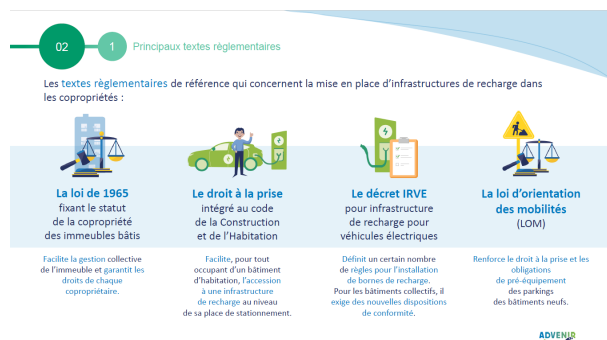 02
1
Principaux textes règlementaires
Les textes règlementaires de référence qui concernent la mise en place d'infrastructures de recharge dans
les copropriétés :
La loi de 1965
fixant le statut
de la copropriété
des immeubles bâtis
Facilite la gestion collective
de l'immeuble et garantit les
droits de chaque
copropriétaire.
Le droit à la prise
intégré au code
de la Construction
et de l'Habitation
Facilite, pour tout
occupant d'un bâtiment
d'habitation, l'accession
à une infrastructure
de recharge au niveau
de sa place de stationnement.
Le décret IRVE
pour infrastructure
de recharge pour
véhicules électriques
Définit un certain nombre
de règles pour l'installation
de bornes de recharge.
Pour les bâtiments collectifs, il
exige des nouvelles dispositions
de conformité.
La loi d'orientation
des mobilités
(LOM)
Renforce le droit à la prise et les
obligations
de pré-équipement
des parkings
des bâtiments neufs.
ADVENIR